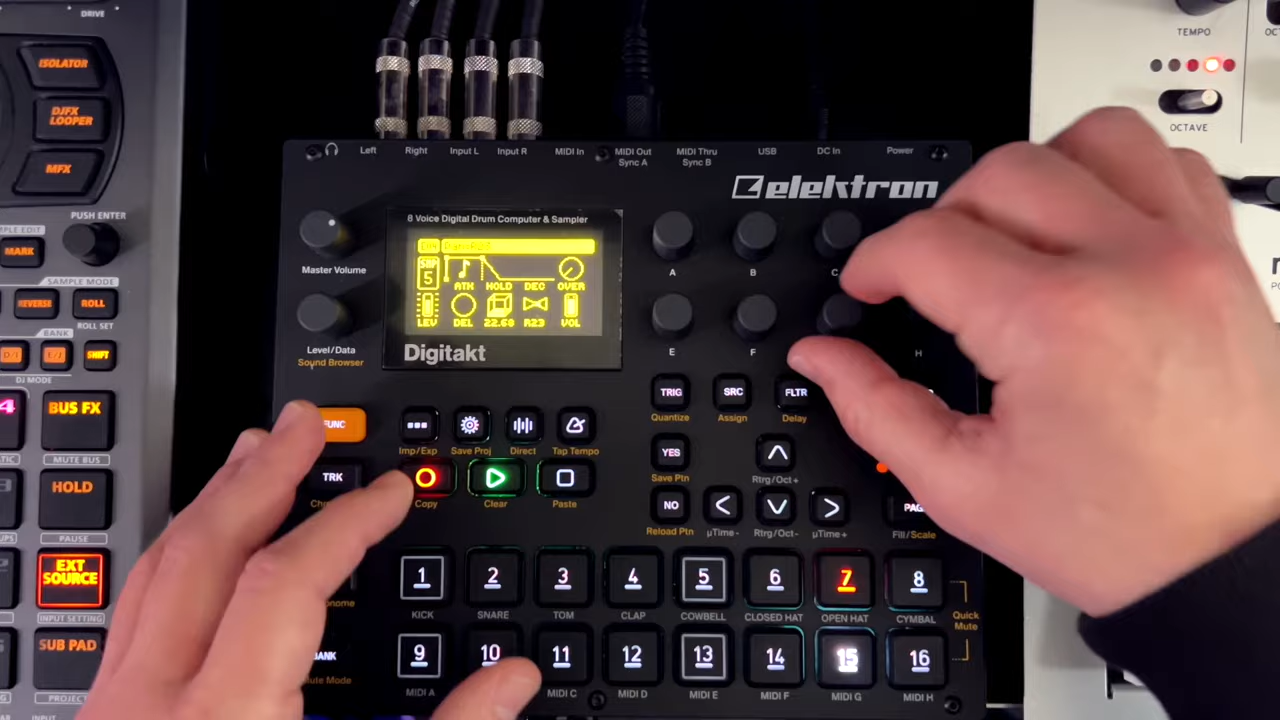 DRIVE
ISOLATOR
DJFX
LOOPER
MFX
PUSH ENTER
MARK
SAMPLE MODE
REVERSE
ROLL
ROLL SET
BANK
SHIFT
DJ MODE
4
BUS FX
MUTE BUS
HOLD
PAUSE
EXT
SOURCE
INPUT SETTING
SUB PAD
Left
Right
Input L
Input R
MIDI In
MIDI Out
Sync A
MIDI Thru
Sync B
USB
DC In
Power
elektron
8 Voice Digital Drum Computer & Sampler
Master Volume
5
HOLD
DEC
OVER
LEV
DEL
22.60
VOL
Digitakt
Level/Data
Sound Browser
A
B
C
E
F
H
TRIG
Quantize
SRC
Assign
FLTR
Delay
FUNC
Imp/Exp
Save Proj
Direct
Tap Tempo
TRK
Copy
Clear
Paste
YES
Save Ptn
Rtrg/Oct+
NO
Reload Ptn
µTime-
Rtrg/Oct-
µTime+
Fill/Scale
1
2
3
4
5
6
7
8
KICK
SNARE
TOM
CLAP
COWBELL
CLOSED HAT
OPEN HAT
CYMBAL
Quick
Mute
9
10
11
12
13
14
15
16
MIDI A
MIDI C
MIDI D
MIDI E
MIDI F
MIDI G
MIDI H
TEMPO
OCTAVE